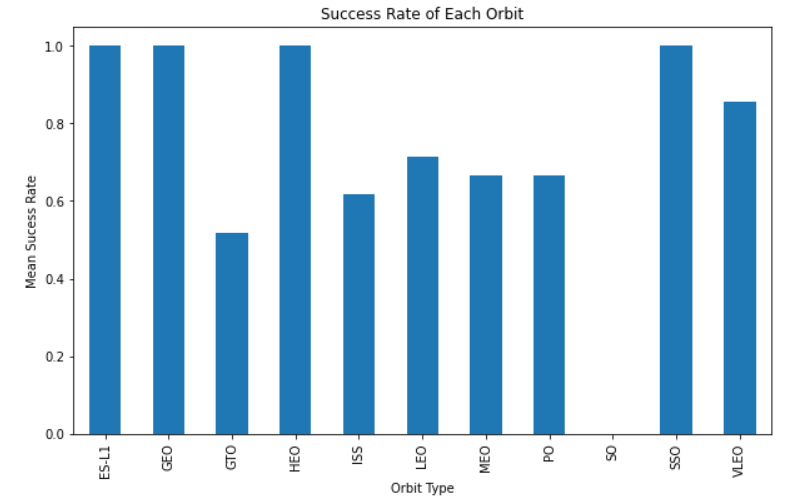 Success Rate of Each Orbit
Mean Sucess Rate
1.0
0.8
0.6
0.4
0.2
0.0
ES-L1
GEO
GTO
HEO
ISS
LEO
MEO
PO
SO
SSO
VLEO
Orbit Type